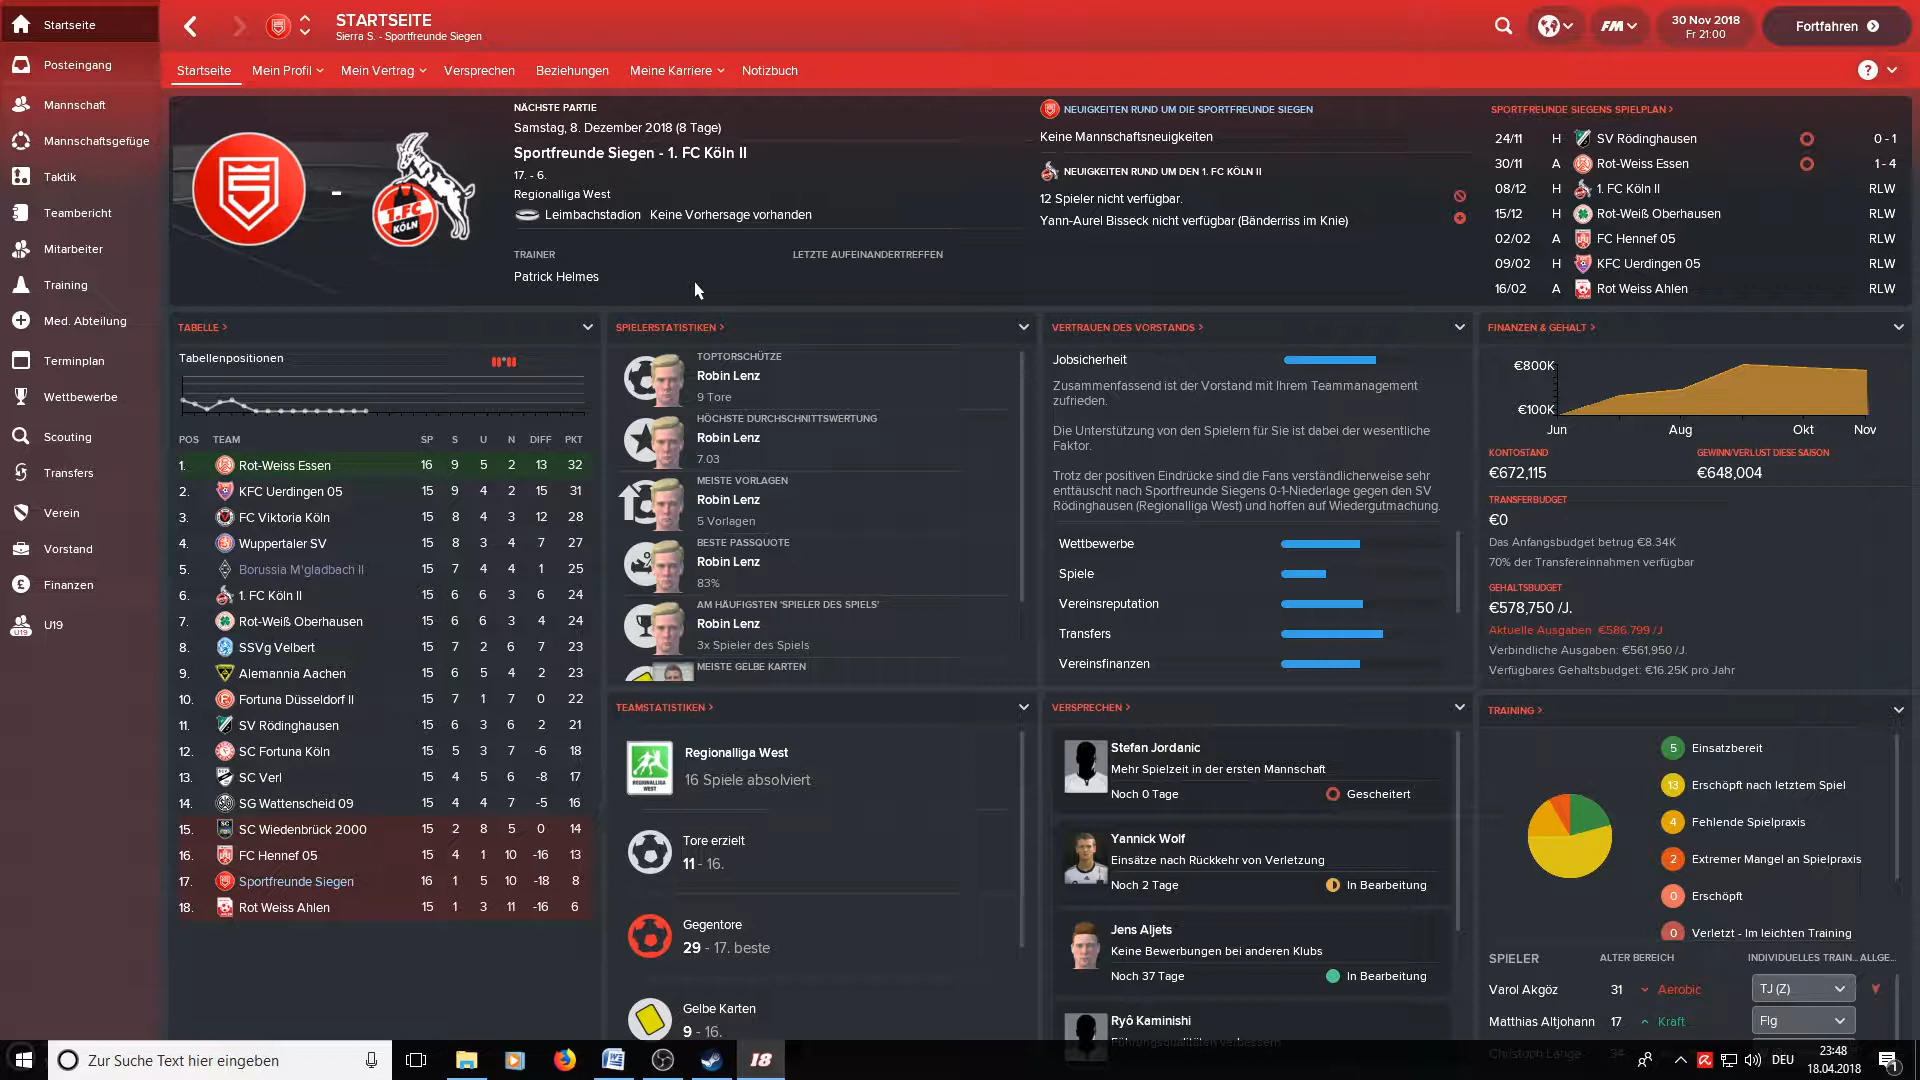 Startseite
Posteingang
Mannschaft
Mannschaftsgefüge
Taktik
Teambericht
Mitarbeiter
Training
Med. Abteilung
Terminplan
Wettbewerbe
Scouting
Transfers
Verein
Vorstand
Finanzen
U19
STARTSEITE
Sierra S. - Sportfreunde Siegen
FM
30 Nov 2018
Fr 21:00
Fortfahren
Startseite Mein Profil Mein Vertrag Versprechen Beziehungen Meine Karriere Notizbuch
NÄCHSTE PARTIE
Samstag, 8. Dezember 2018 (8 Tage)
Sportfreunde Siegen - 1. FC Köln II
17. - 6.
Regionalliga West
Leimbachstadion Keine Vorhersage vorhanden
TRAINER LETZTE AUFEINANDERTREFFEN
Patrick Helmes
NEUIGKEITEN RUND UM DIE SPORTFREUNDE SIEGEN
Keine Mannschaftsneuigkeiten
NEUIGKEITEN RUND UM DEN 1. FC KÖLN II
12 Spieler nicht verfügbar.
Yann-Aurel Bisseck nicht verfügbar (Bänderriss im Knie)
SPORTFREUNDE SIEGENS SPIELPLAN >
24/11 H SV Rödinghausen 0 - 1
30/11 A Rot-Weiss Essen 1 - 4
08/12 H 1. FC Köln II RLW
15/12 H Rot-Weiß Oberhausen RLW
02/02 A FC Hennef 05 RLW
09/02 H KFC Uerdingen 05 RLW
16/02 A Rot Weiss Ahlen RLW
TABELLE >
Tabellenpositionen
POS TEAM SP S U N DIFF PKT
1. Rot-Weiss Essen 16 9 5 2 13 32
2. KFC Uerdingen 05 15 9 4 2 15 31
3. FC Viktoria Köln 15 8 4 3 12 28
4. Wuppertaler SV 15 8 3 4 7 27
5. Borussia M'gladbach II 15 7 4 4 1 25
6. 1. FC Köln II 15 6 6 3 6 24
7. Rot-Weiß Oberhausen 15 6 6 3 4 24
8. SSVg Velbert 15 7 2 6 7 23
9. Alemannia Aachen 15 6 5 4 2 23
10. Fortuna Düsseldorf II 15 7 1 7 0 22
11. SV Rödinghausen 15 6 3 6 2 21
12. SC Fortuna Köln 15 5 3 7 -6 18
13. SC Verl 15 4 5 6 -8 17
14. SG Wattenscheid 09 15 4 4 7 -5 16
15. SC Wiedenbrück 2000 15 2 8 5 0 14
16. FC Hennef 05 15 4 1 10 -16 13
17. Sportfreunde Siegen 16 1 5 10 -18 8
18. Rot Weiss Ahlen 15 1 3 11 -16 6
SPIELERSTATISTIKEN >
TOPTORSCHÜTZE
Robin Lenz
9 Tore
HÖCHSTE DURCHSCHNITTSWERTUNG
Robin Lenz
7.03
MEISTE VORLAGEN
Robin Lenz
5 Vorlagen
BESTE PASSQUOTE
Robin Lenz
83%
AM HÄUFIGSTEN 'SPIELER DES SPIELS'
Robin Lenz
3x Spieler des Spiels
MEISTE GELBE KARTEN
TEAMSTATISTIKEN >
Regionalliga West
16 Spiele absolviert
Tore erzielt
11 - 16.
Gegentore
29 - 17. beste
Gelbe Karten
9 - 16.
VERTRAUEN DES VORSTANDS >
Jobsicherheit
Zusammenfassend ist der Vorstand mit Ihrem Teammanagement
zufrieden.
Die Unterstützung von den Spielern für Sie ist dabei der wesentliche
Faktor.
Trotz der positiven Eindrücke sind die Fans verständlicherweise sehr
enttäuscht nach Sportfreunde Siegens 0-1-Niederlage gegen den SV
Rödinghausen (Regionalliga West) und hoffen auf Wiedergutmachung.
Wettbewerbe
Spiele
Vereinsreputation
Transfers
Vereinsfinanzen
VERSPRECHEN >
Stefan Jordanic
Mehr Spielzeit in der ersten Mannschaft
Noch 0 Tage Gescheitert
Yannick Wolf
Einsätze nach Rückkehr von Verletzung
Noch 2 Tage In Bearbeitung
Jens Aljets
Keine Bewerbungen bei anderen Klubs
Noch 37 Tage In Bearbeitung
Ryô Kaminishi
Führungsqualitäten verbessern
FINANZEN & GEHALT >
€800K
€100K
Jun Aug Okt Nov
KONTOSTAND GEWINN/VERLUST DIESE SAISON
€672,115 €648,004
TRANSFERBUDGET
€0
Das Anfangsbudget betrug €8.34K
70% der Transfereinnahmen verfügbar
GEHALTSBUDGET
€578,750 /J.
Aktuelle Ausgaben €586.799 /J
Verbindliche Ausgaben: €561,950 /J.
Verfügbares Gehaltsbudget: €16.25K pro Jahr
TRAINING >
5 Einsatzbereit
13 Erschöpft nach letztem Spiel
4 Fehlende Spielpraxis
2 Extremer Mangel an Spielpraxis
0 Erschöpft
0 Verletzt - Im leichten Training
SPIELER ALTER BEREICH INDIVIDUELLES TRAIN... ALLGE...
Varol Akgöz 31 Aerobic TJ (Z)
Matthias Altjohann 17 Kraft Flg
Christoph Lange 34
Zur Suche Text hier eingeben
18
DEU
23:48
18.04.2018
1